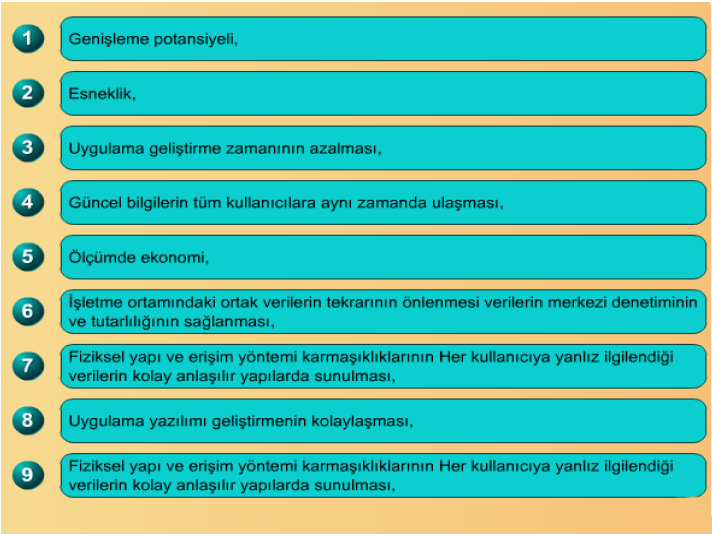 1 Genişleme potansiyeli,
2 Esneklik,
3 Uygulama geliştirme zamanının azalması,
4 Güncel bilgilerin tüm kullanıcılara aynı zamanda ulaşması,
5 Ölçümde ekonomi,
6 İşletme ortamındaki ortak verilerin tekrarının önlenmesi verilerin merkezi denetiminin
ve tutarlılığının sağlanması,
7 Fiziksel yapı ve erişim yöntemi karmaşıklıklarının Her kullanıcıya yanlız ilgilendiği
verilerin kolay anlaşılır yapılarda sunulması,
8 Uygulama yazılımı geliştirmenin kolaylaşması,
9 Fiziksel yapı ve erişim yöntemi karmaşıklıklarının Her kullanıcıya yanlız ilgilendiği
verilerin kolay anlaşılır yapılarda sunulması,